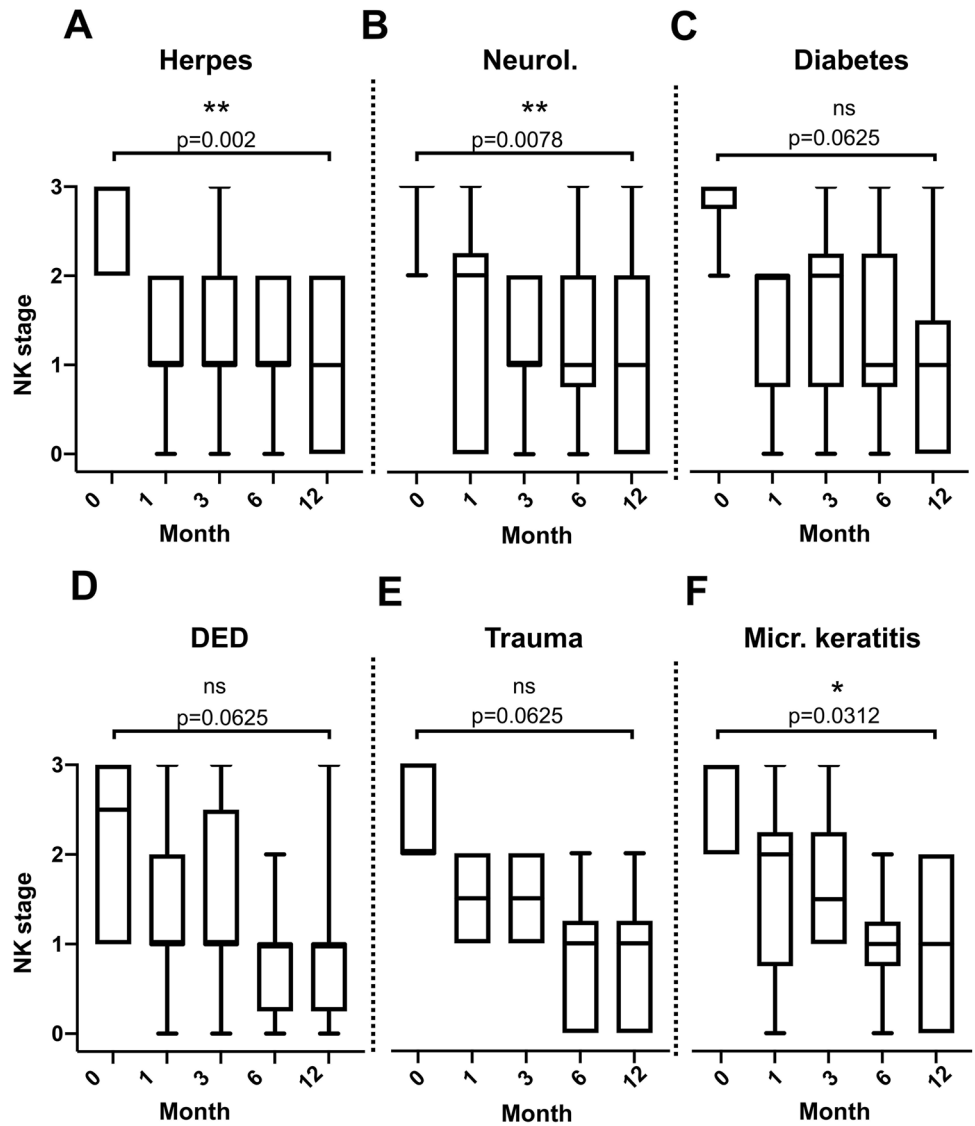 A B C
Herpes Neurol. Diabetes
** ** ns
p=0.002 p=0.0078 p=0.0625
3
2
1
0
NK stage
0 1 3 6 12 0 1 3 6 12 0 1 3 6 12
Month Month Month
D E F
DED Trauma Micr. keratitis
ns ns *
p=0.0625 p=0.0625 p=0.0312
3
2
1
0
NK stage
0 1 3 6 12 0 1 3 6 12 0 1 3 6 12
Month Month Month